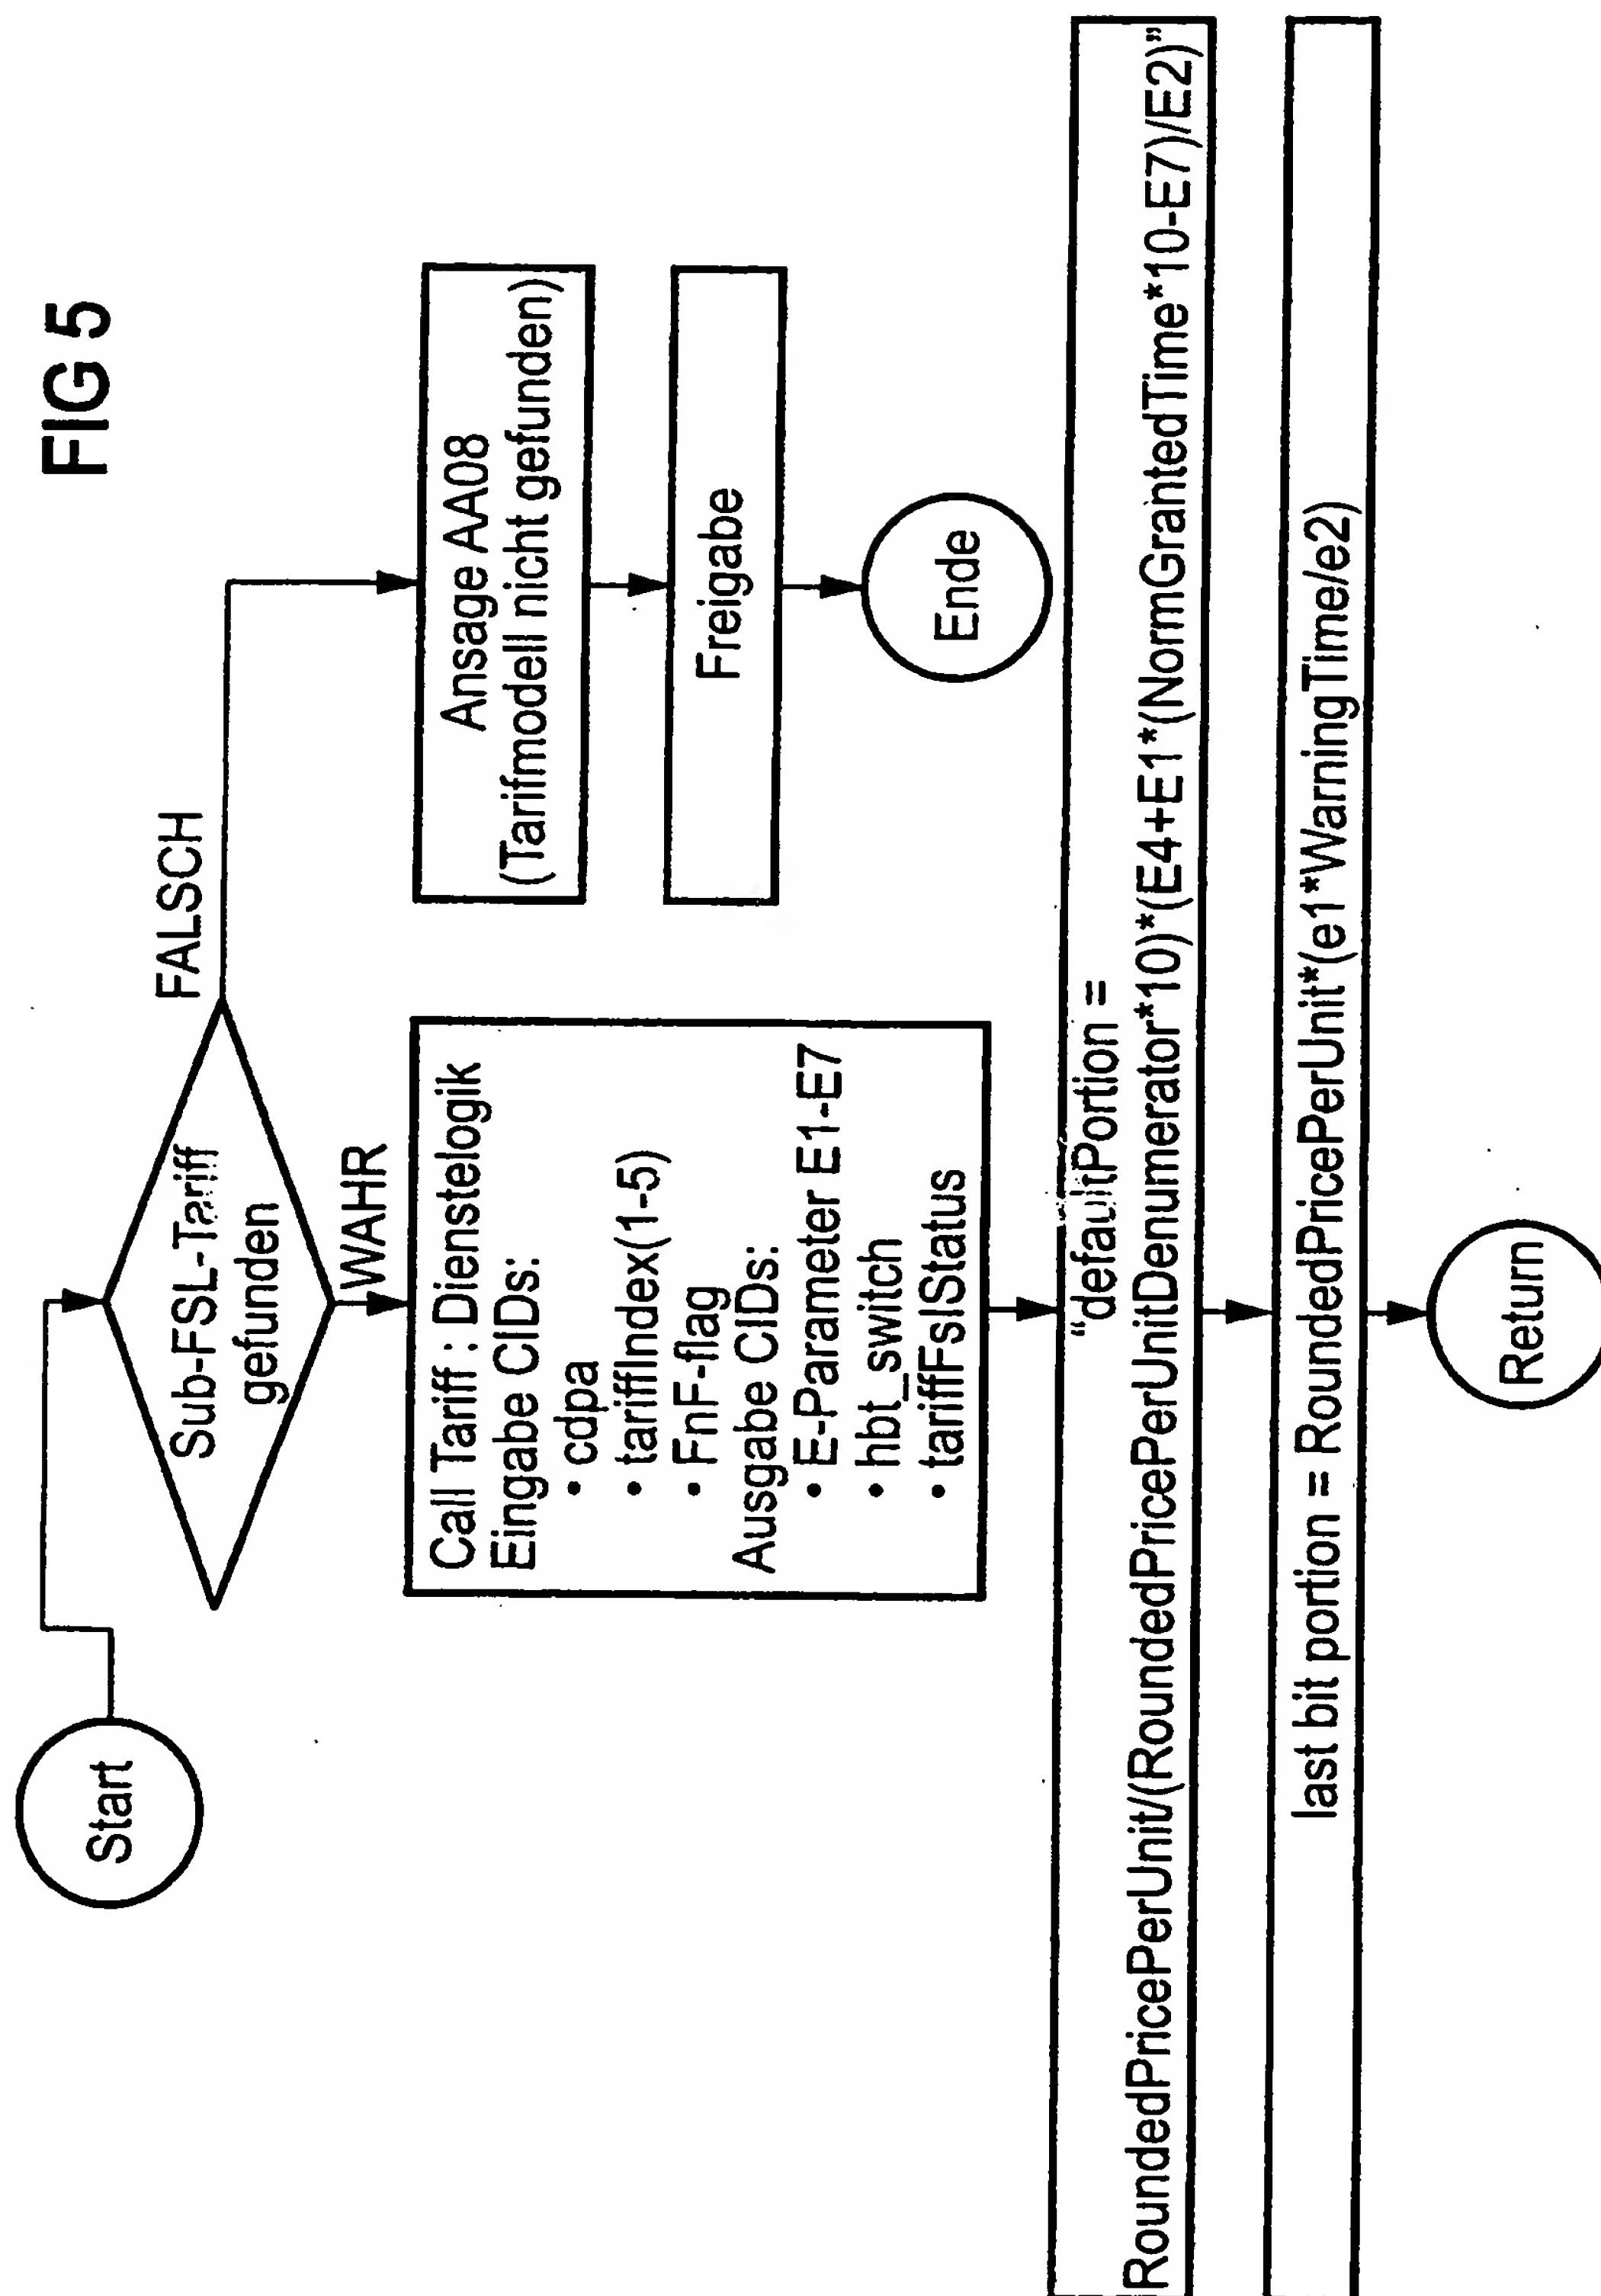 FIG 5
Start
Sub-FSL-Tariff
gefunden
FALSCH
WAHR
Call Tariff : Dienstelogik
Eingabe CIDs:
• cdpa
• tariffIndex(1-5)
• FnF-flag
Ausgabe CIDs:
• E-Parameter E1-E7
• hbt_switch
• tariffFslStatus
Ansage AA08
(Tarifmodell nicht gefunden)
Freigabe
Ende
“defaultPortion =
RoundedPricePerUnit/(RoundedPricePerUnitDenumerator*10)*(E4+E1*(NormGrantedTime*10-E7)/E2)”
last bit portion = RoundedPricePerUnit*(e1*WarningTime/e2)
Return